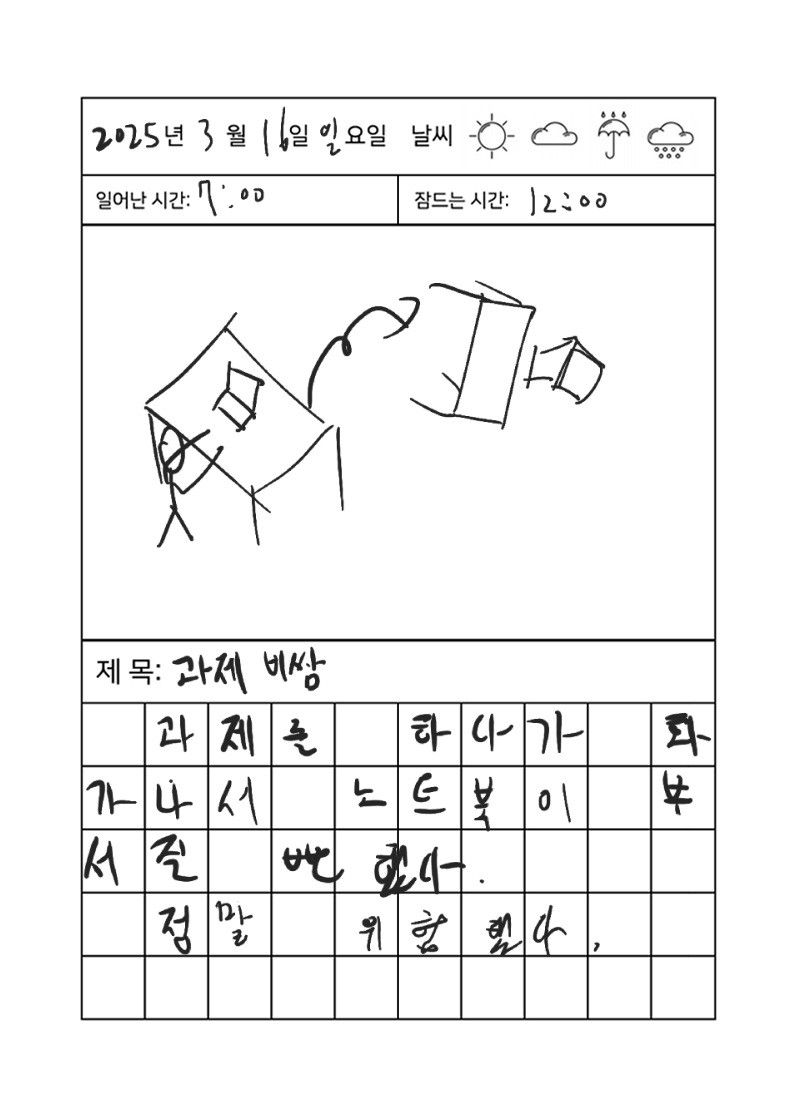 2025년 3월 16일 일요일 날씨
일어난 시간: 7:00 잠드는 시간: 12:00
제 목: 과제 비쌈
과제를 하다가 화
가나서 노트북이 부
서질 뻔 했다.
정말 위험했다.